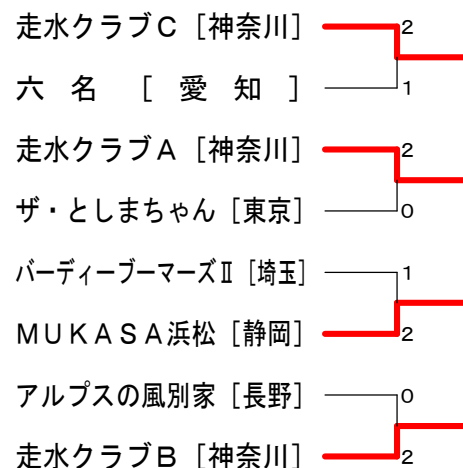 走水クラブC [神奈川] 2
六名 [愛知] 1
走水クラブA [神奈川] 2
ザ・としまちゃん [東京] 0
バーディーブーマーズⅡ [埼玉] 1
MUKASA浜松 [静岡] 2
アルプスの風別家 [長野] 0
走水クラブB [神奈川] 2